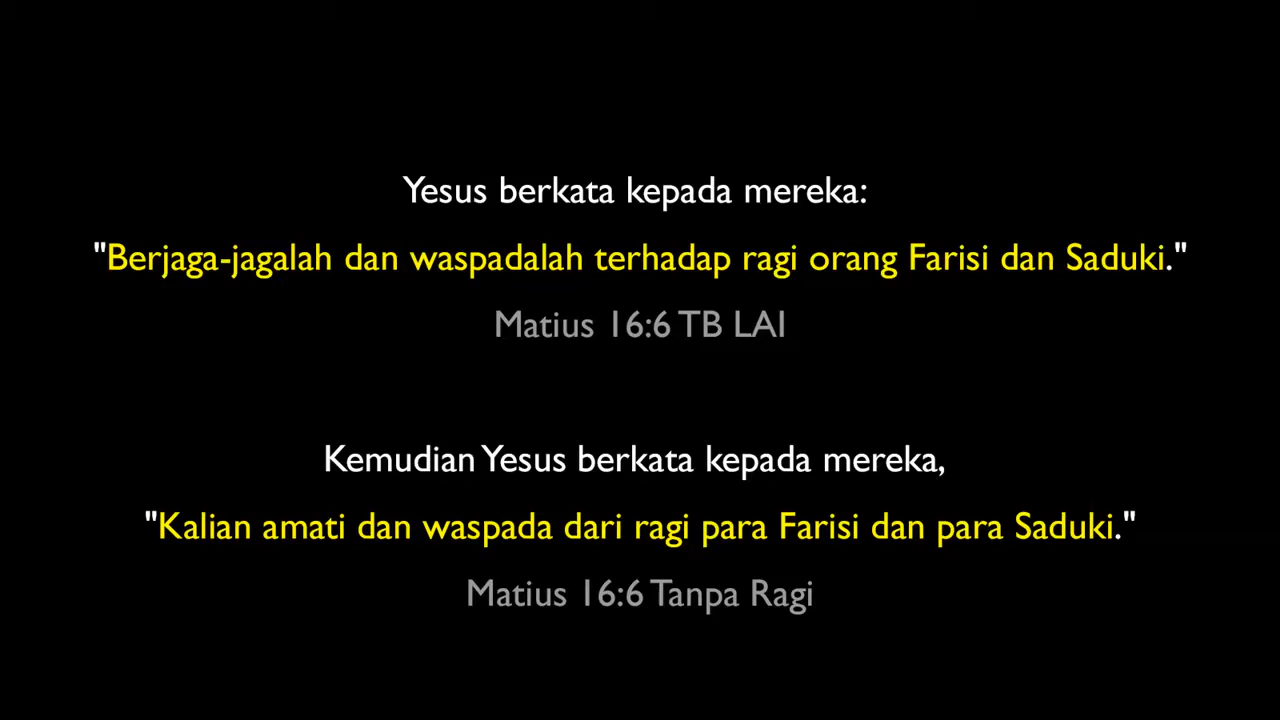 Yesus berkata kepada mereka:
"Berjaga-jagalah dan waspadalah terhadap ragi orang Farisi dan Saduki."
Matius 16:6 TB LAI
Kemudian Yesus berkata kepada mereka,
"Kalian amati dan waspada dari ragi para Farisi dan para Saduki."
Matius 16:6 Tanpa Ragi